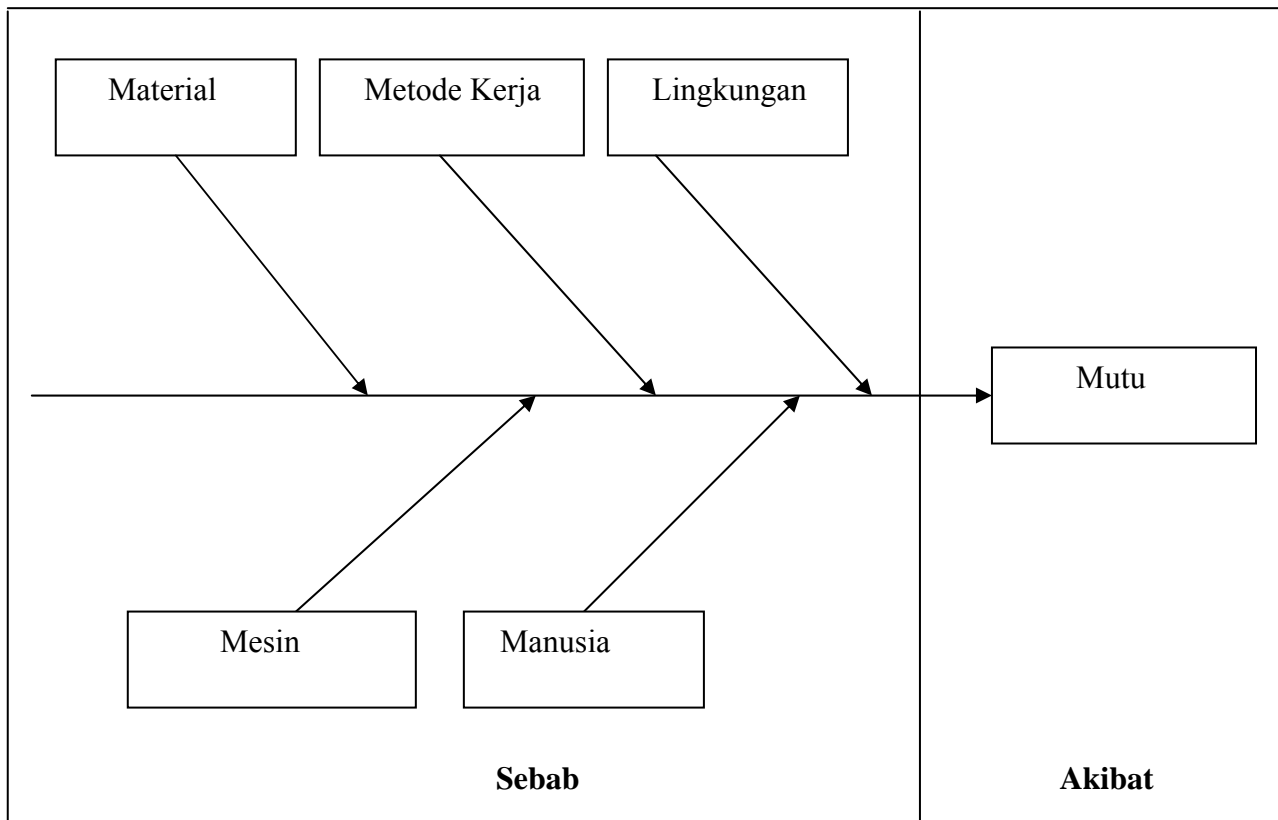 Material
Metode Kerja
Lingkungan
Mutu
Mesin
Manusia
Sebab
Akibat